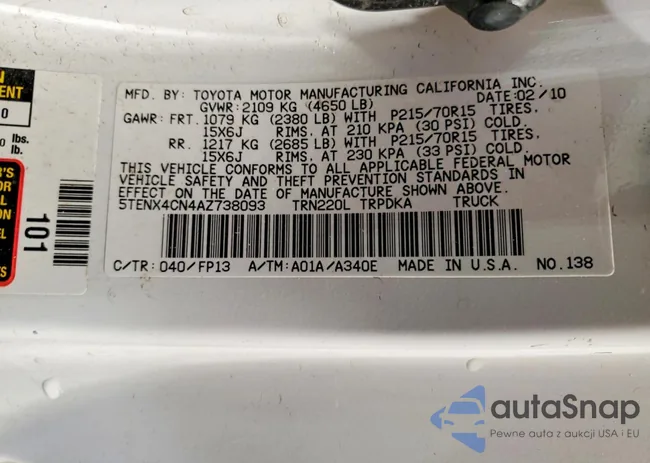 MFD. BY: TOYOTA MOTOR MANUFACTURING CALIFORNIA INC.
GVWR: 2109 KG (4650 LB) DATE: 02/10
GAWR: FRT. 1079 KG (2380 LB) WITH P215/70R15 TIRES.
15X6J RIMS. AT 210 KPA (30 PSI) COLD.
RR. 1217 KG (2685 LB) WITH P215/70R15 TIRES.
15X6J RIMS. AT 230 KPA (33 PSI) COLD.
THIS VEHICLE CONFORMS TO ALL APPLICABLE FEDERAL MOTOR
VEHICLE SAFETY AND THEFT PREVENTION STANDARDS IN
EFFECT ON THE DATE OF MANUFACTURE SHOWN ABOVE.
5TENX4CN4AZ738093 TRN220L TRPDKA TRUCK
C/TR: 040/FP13 A/TM: A01A/A340E MADE IN U.S.A. NO. 138
lbs.
lb.
101
autaSnap
Pewne auta z aukcji USA i EU